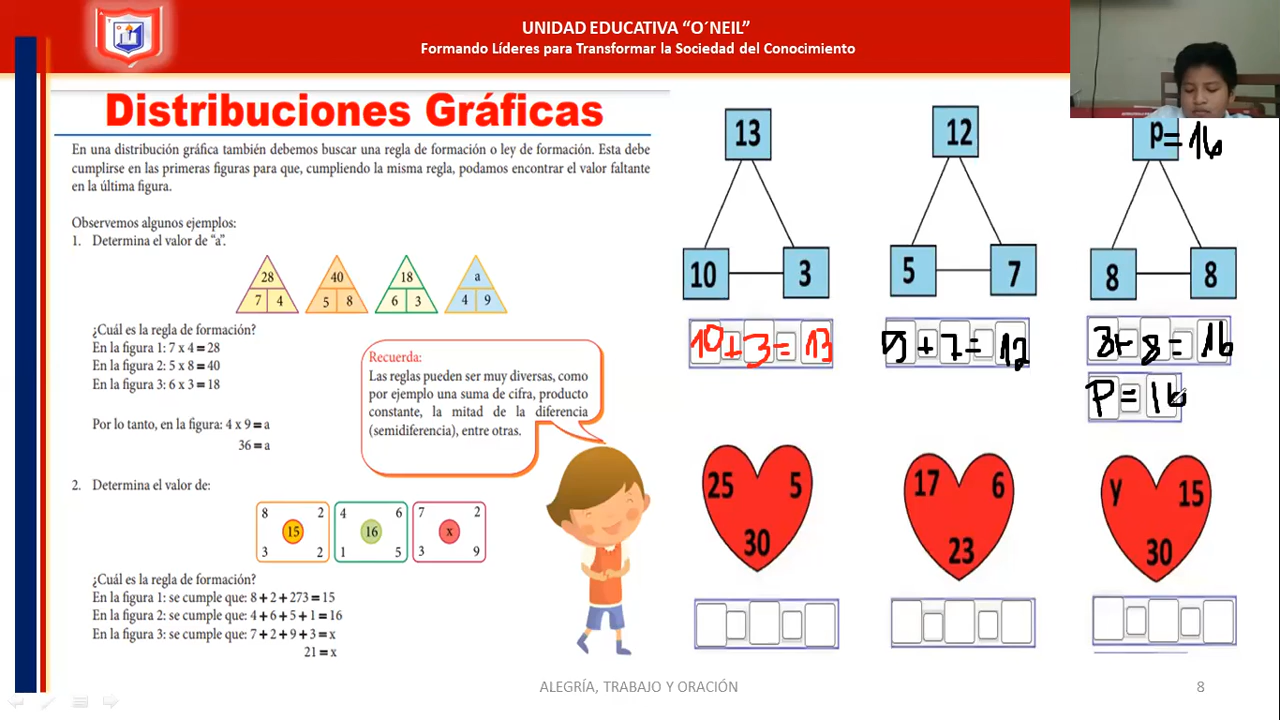 UNIDAD EDUCATIVA “O´NEIL”
Formando Líderes para Transformar la Sociedad del Conocimiento
Distribuciones Gráficas
En una distribución gráfica también debemos buscar una regla de formación o ley de formación. Esta debe
cumplirse en las primeras figuras para que, cumpliendo la misma regla, podamos encontrar el valor faltante
en la última figura.
Observemos algunos ejemplos:
1. Determina el valor de “a”.
28
7 4
40
5 8
18
6 3
a
4 9
¿Cuál es la regla de formación?
En la figura 1: 7 x 4 = 28
En la figura 2: 5 x 8 = 40
En la figura 3: 6 x 3 = 18
Por lo tanto, en la figura: 4 x 9 = a
36 = a
Recuerda:
Las reglas pueden ser muy diversas, como
por ejemplo una suma de cifra, producto
constante, la mitad de la diferencia
(semidiferencia), entre otras.
2. Determina el valor de:
8 2
15
3 2
4 6
16
1 5
7 2
x
3 9
¿Cuál es la regla de formación?
En la figura 1: se cumple que: 8 + 2 + 273 = 15
En la figura 2: se cumple que: 4 + 6 + 5 + 1 = 16
En la figura 3: se cumple que: 7 + 2 + 9 + 3 = x
21 = x
13
10 3
10 + 3 = 13
12
5 7
5 + 7 = 12
p = 16
8 8
8 + 8 = 16
P = 16
25 5
30
17 6
23
y 15
30
ALEGRÍA, TRABAJO Y ORACIÓN
8